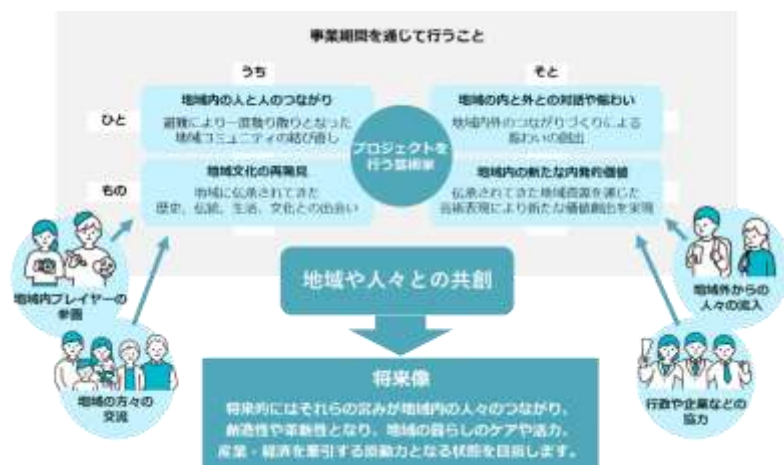 事業期間を通じて行うこと
うち
そと
ひと
もの
地域内の人と人のつながり
避難により一度散り散りとなった
地域コミュニティの結び直し
地域の内と外との対話や賑わい
地域内外のつながりづくりによる
賑わいの創出
プロジェクトを
行う芸術家
地域文化の再発見
地域に伝承されてきた
歴史、伝統、生活、文化との出会い
地域内の新たな内発的価値
伝承されてきた地域資源を通じた
芸術表現により新たな価値創出を実現
地域内プレイヤーの
参画
地域や人々との共創
地域外からの
人々の流入
地域の方々の
交流
行政や企業などの
協力
将来像
将来的にはそれらの営みが地域内の人々のつながり、
創造性や革新性となり、地域の暮らしのケアや活力、
産業・経済を牽引する原動力となる状態を目指します。